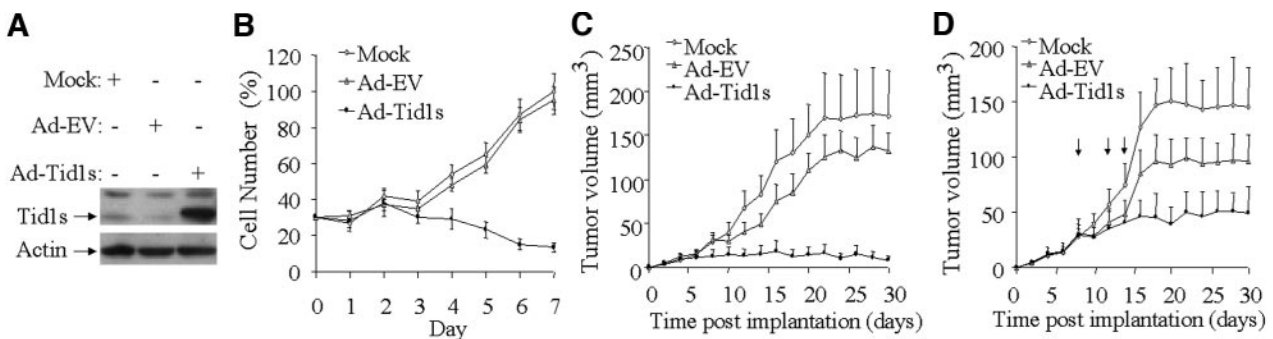 A
Mock: + - -
Ad-EV: - + -
Ad-Tid1s: - - +
Tid1s
Actin
B
Cell Number (%)
120
100
80
60
40
20
0
Mock
Ad-EV
Ad-Tid1s
0 1 2 3 4 5 6 7
Day
C
Tumor volume (mm³)
250
200
150
100
50
0
Mock
Ad-EV
Ad-Tid1s
0 5 10 15 20 25 30
Time post implantation (days)
D
Tumor volume (mm³)
200
150
100
50
0
Mock
Ad-EV
Ad-Tid1s
0 5 10 15 20 25 30
Time post implantation (days)